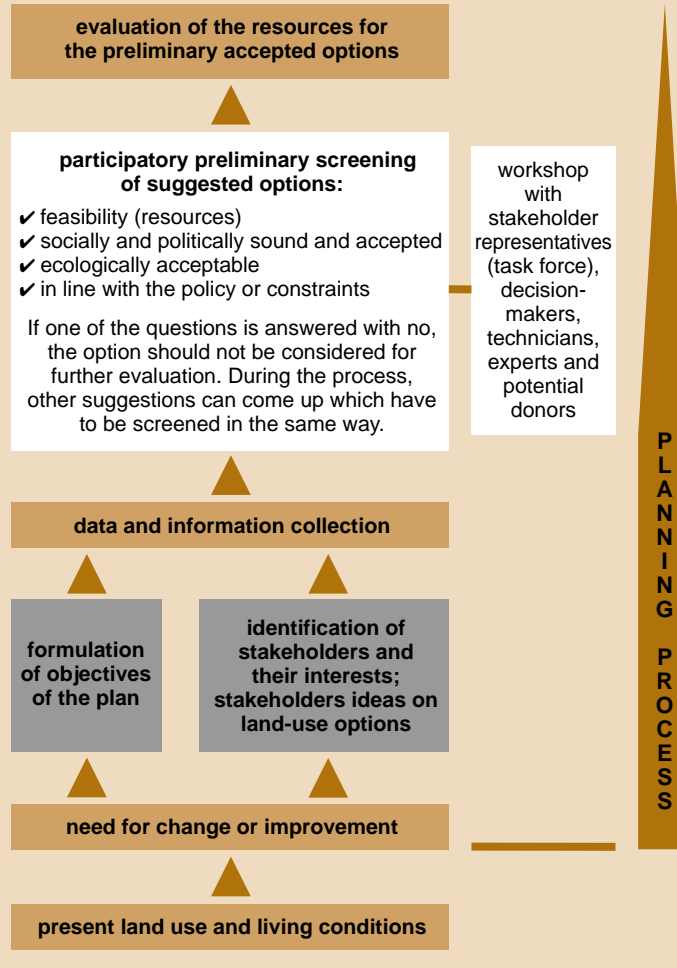 evaluation of the resources for
the preliminary accepted options
participatory preliminary screening
of suggested options:
✔ feasibility (resources)
✔ socially and politically sound and accepted
✔ ecologically acceptable
✔ in line with the policy or constraints
If one of the questions is answered with no,
the option should not be considered for
further evaluation. During the process,
other suggestions can come up which have
to be screened in the same way.
workshop
with
stakeholder
representatives
(task force),
decision-
makers,
technicians,
experts and
potential
donors
data and information collection
formulation
of objectives
of the plan
identification of
stakeholders and
their interests;
stakeholders ideas on
land-use options
need for change or improvement
present land use and living conditions
PLANNING PROCESS